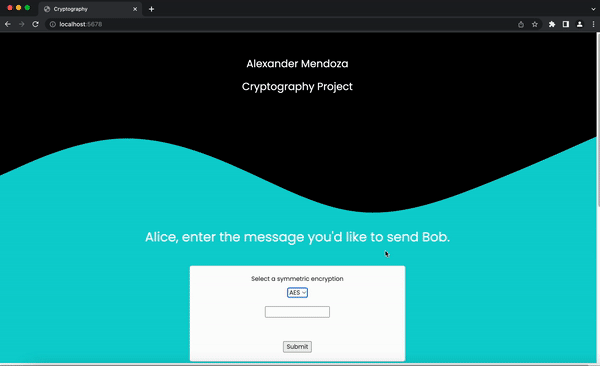 Cryptography
localhost:5678
Alexander Mendoza
Cryptography Project
Alice, enter the message you'd like to send Bob.
Select a symmetric encryption
AES
Submit